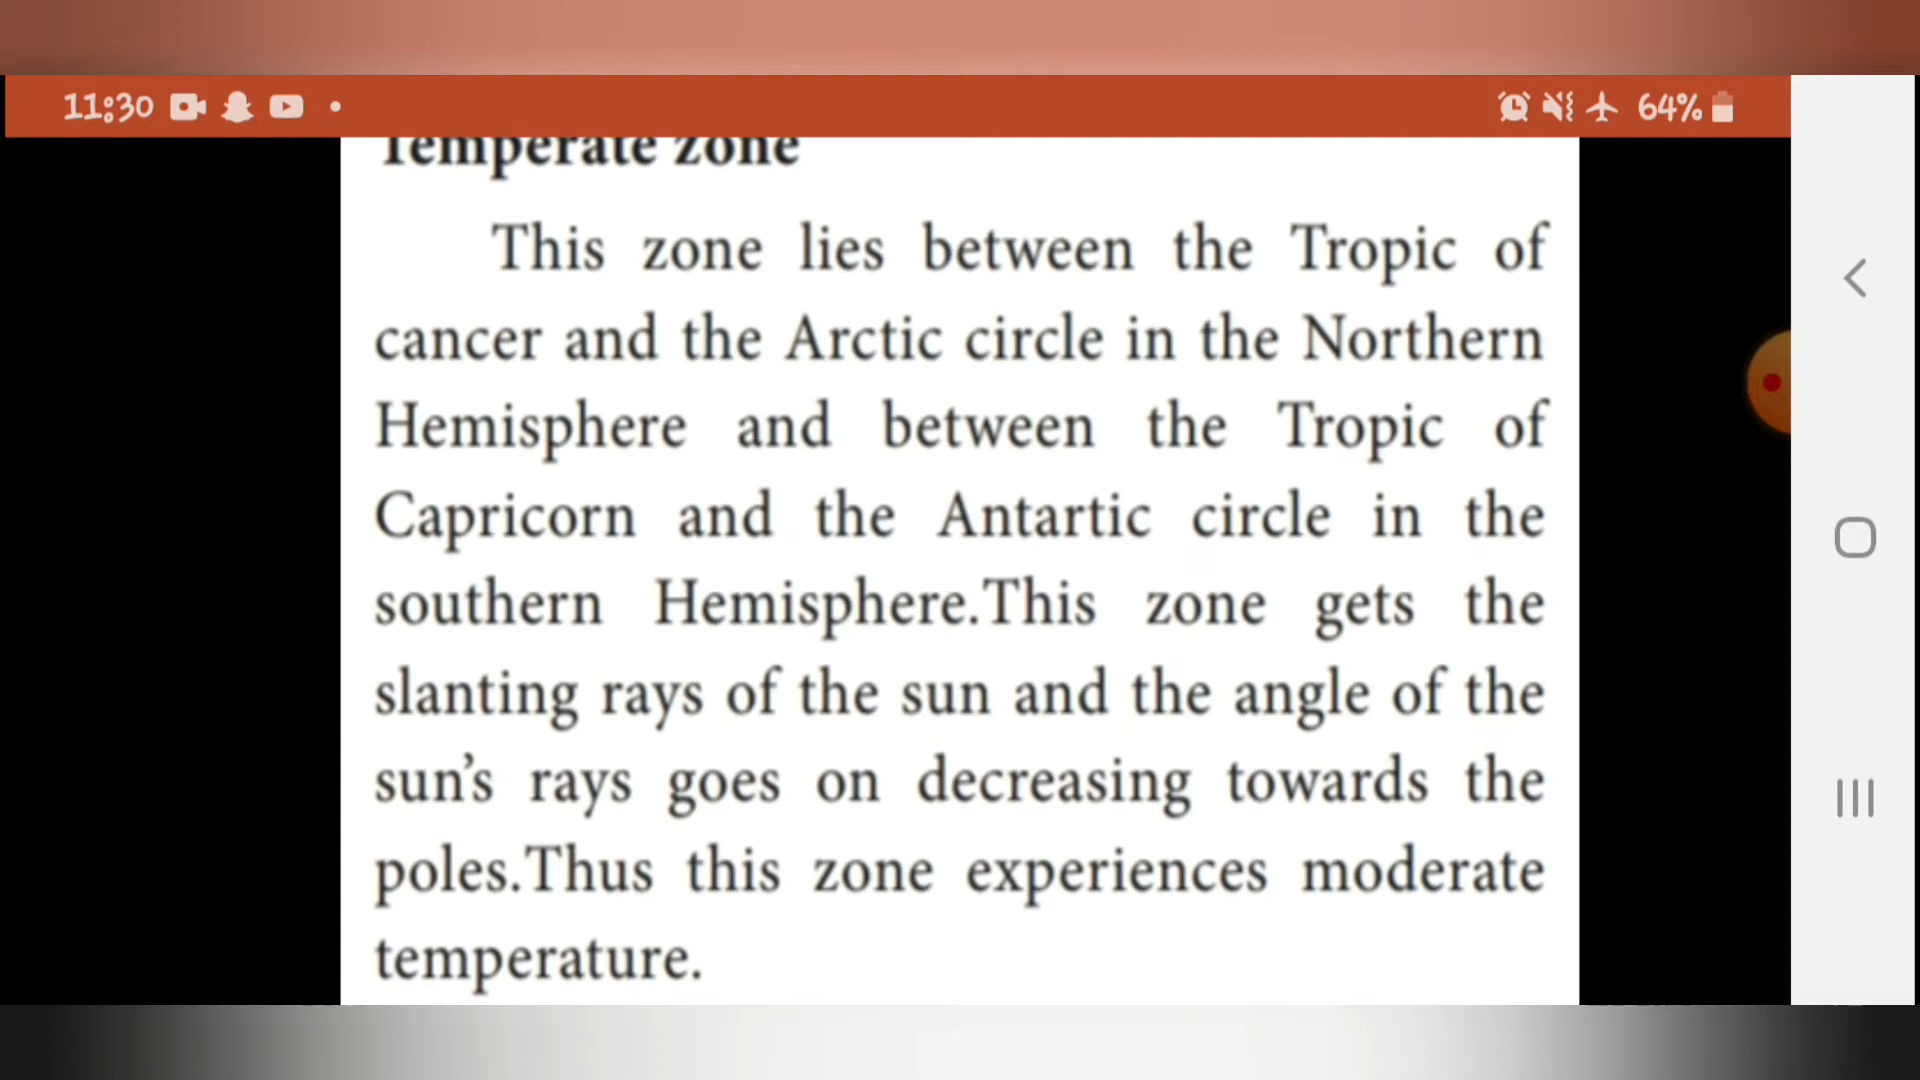 11:30
64%
Temperate zone
This zone lies between the Tropic of
cancer and the Arctic circle in the Northern
Hemisphere and between the Tropic of
Capricorn and the Antartic circle in the
southern Hemisphere.This zone gets the
slanting rays of the sun and the angle of the
sun’s rays goes on decreasing towards the
poles.Thus this zone experiences moderate
temperature.